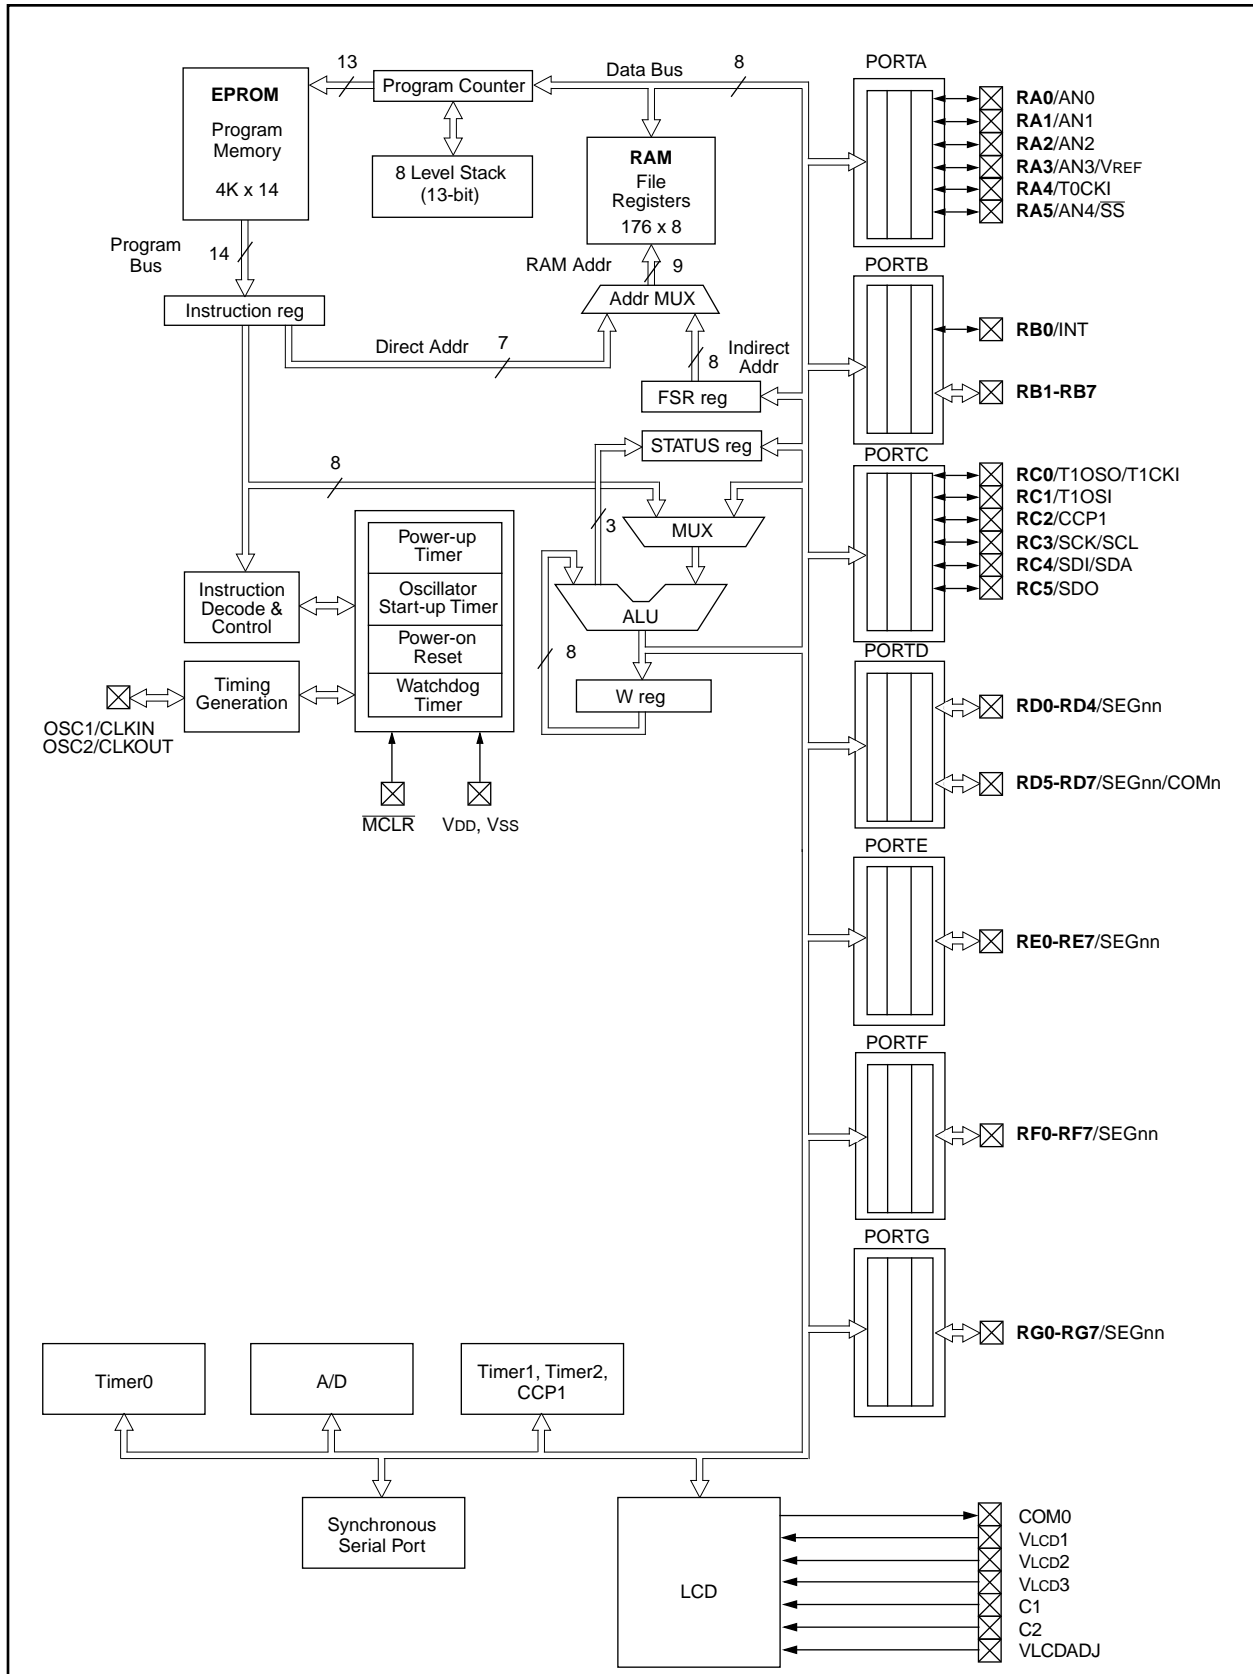 13
Data Bus
8
PORTA
EPROM
Program
Memory
4K x 14
Program Counter
8 Level Stack
(13-bit)
RAM
File
Registers
176 x 8
RA0/AN0
RA1/AN1
RA2/AN2
RA3/AN3/VREF
RA4/T0CKI
RA5/AN4/SS
Program
Bus
14
RAM Addr
9
PORTB
Instruction reg
Addr MUX
RB0/INT
Direct Addr
7
8
Indirect
Addr
FSR reg
RB1-RB7
STATUS reg
PORTC
8
RC0/T1OSO/T1CKI
RC1/T1OSI
RC2/CCP1
RC3/SCK/SCL
RC4/SDI/SDA
RC5/SDO
3
MUX
Power-up
Timer
Oscillator
Start-up Timer
Power-on
Reset
Watchdog
Timer
Instruction
Decode &
Control
ALU
8
W reg
PORTD
Timing
Generation
OSC1/CLKIN
OSC2/CLKOUT
RD0-RD4/SEGnn
RD5-RD7/SEGnn/COMn
MCLR
VDD, VSS
PORTE
RE0-RE7/SEGnn
PORTF
RF0-RF7/SEGnn
PORTG
RG0-RG7/SEGnn
Timer0
A/D
Timer1, Timer2,
CCP1
Synchronous
Serial Port
LCD
COM0
VLCD1
VLCD2
VLCD3
C1
C2
VLCDADJ